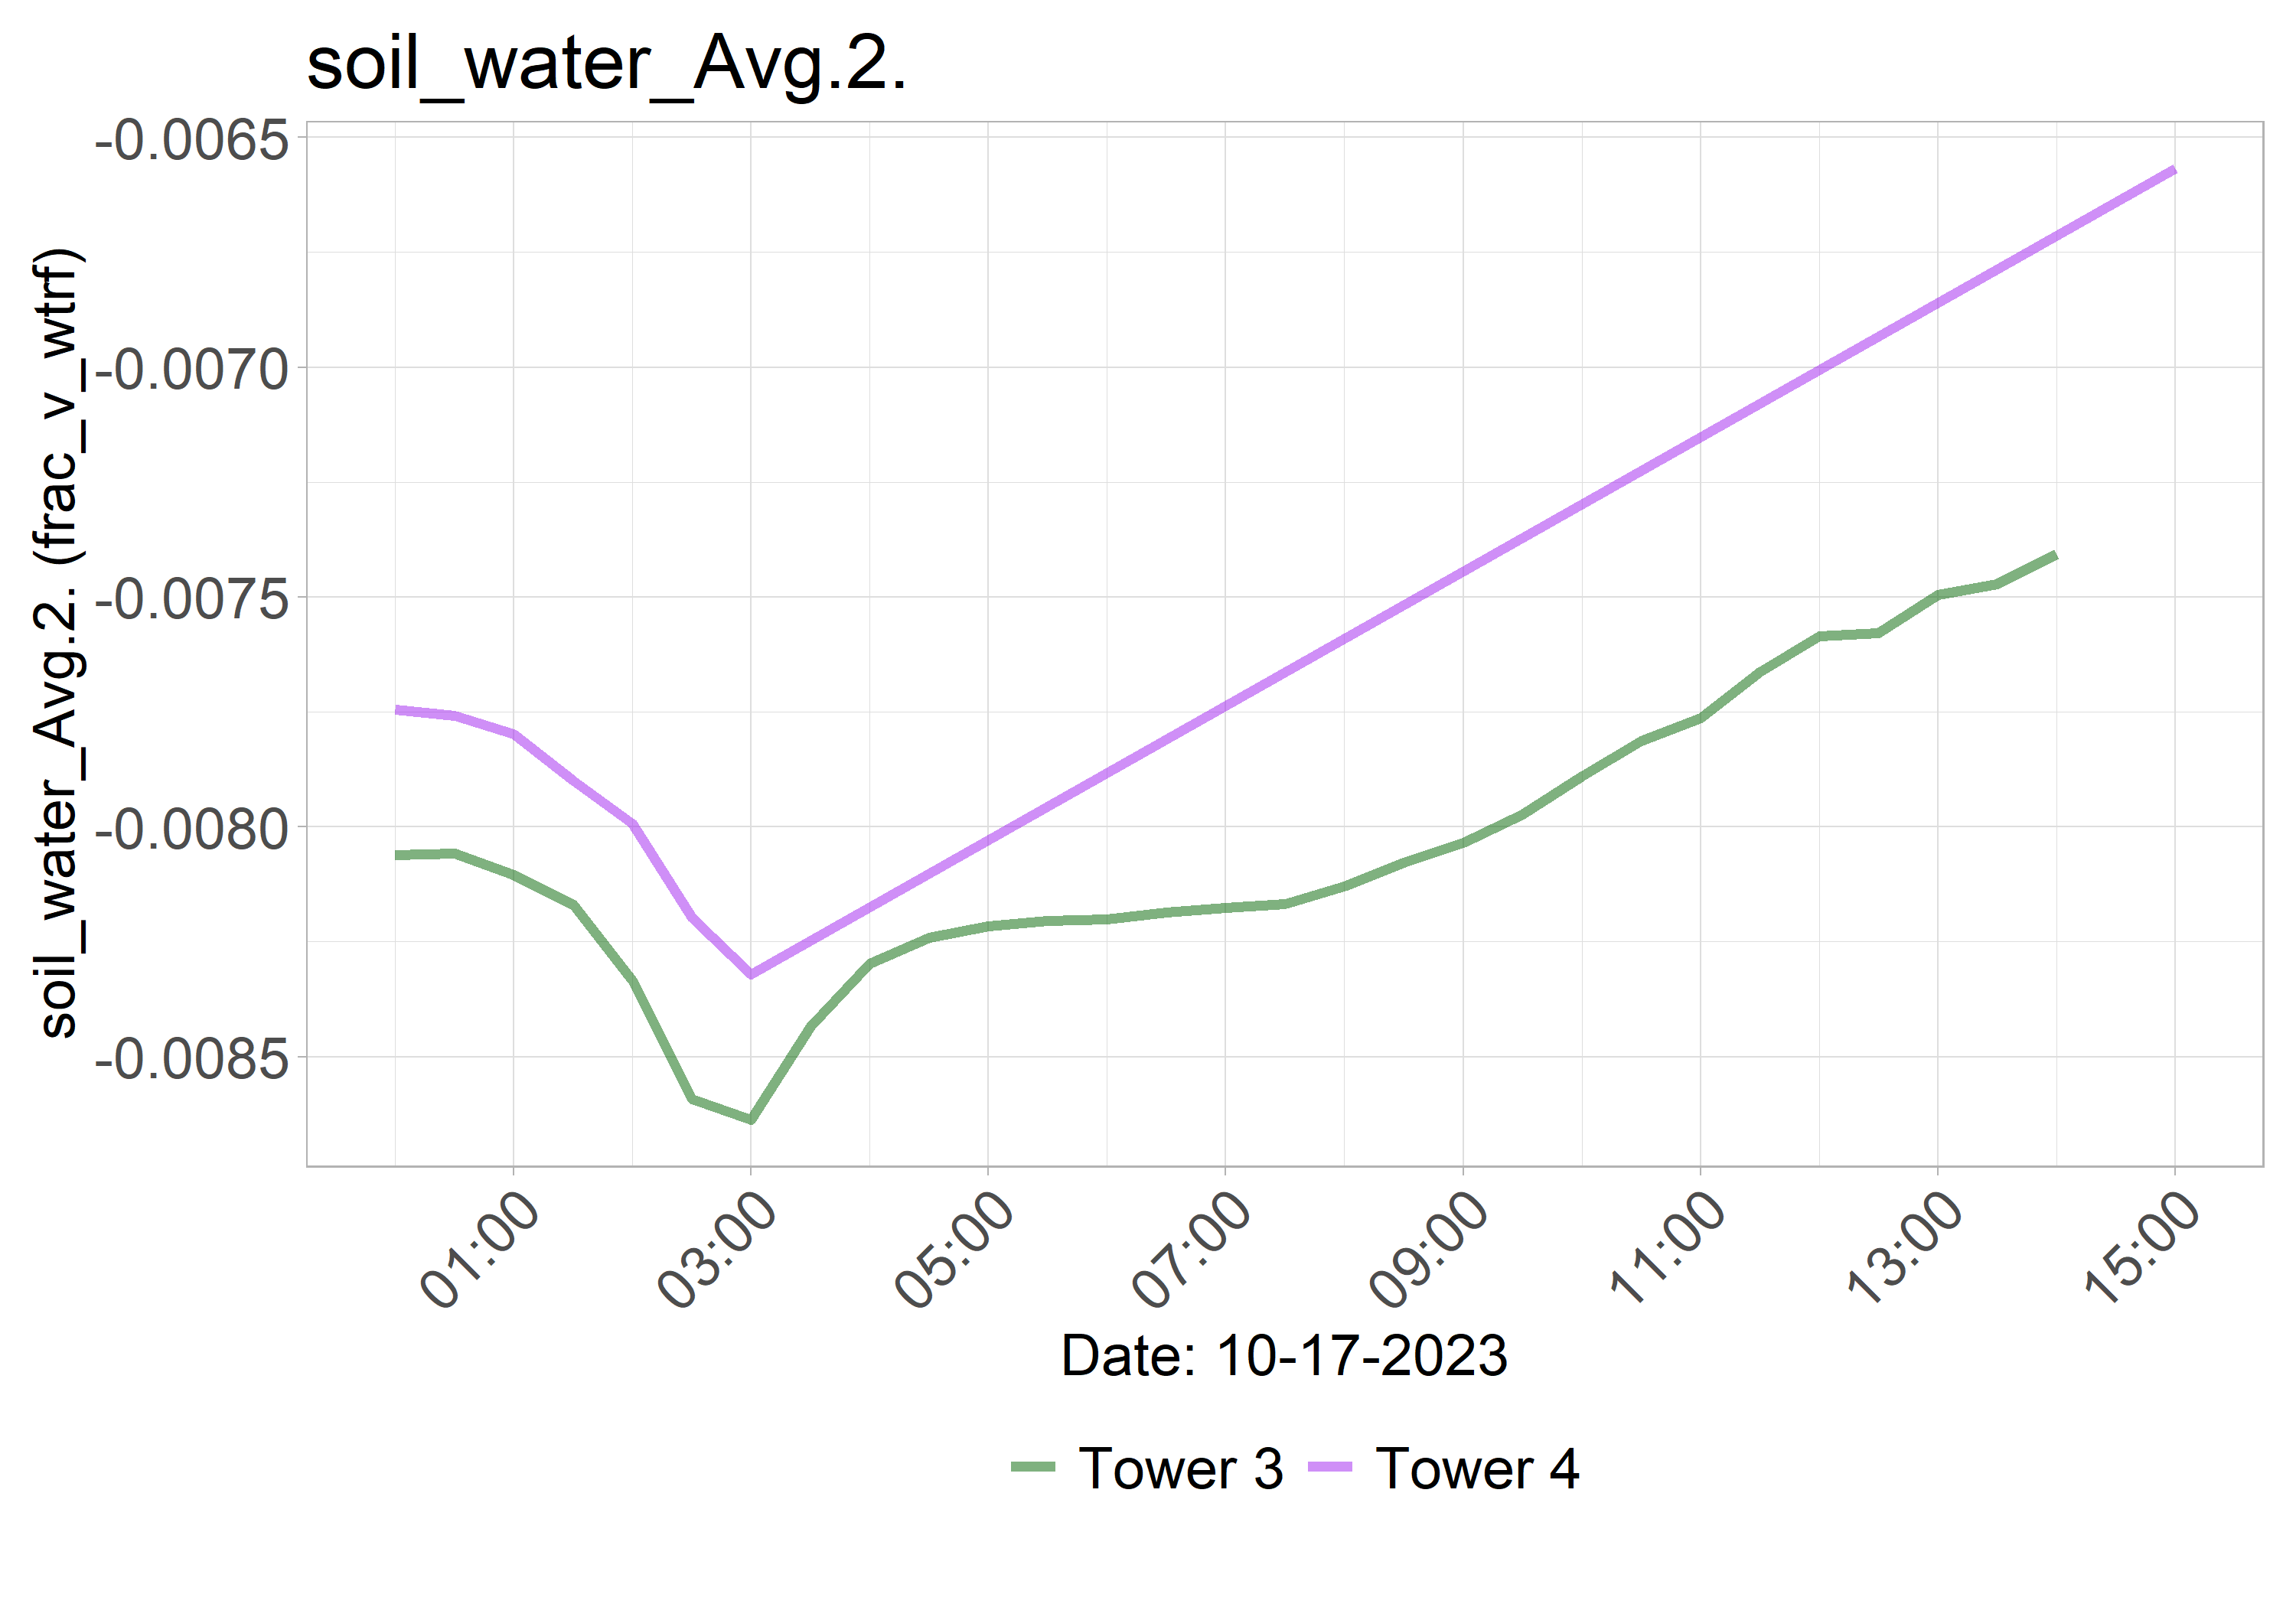 soil_water_Avg.2.
soil_water_Avg.2. (frac_v_wtrf)
-0.0065
-0.0070
-0.0075
-0.0080
-0.0085
01:00
03:00
05:00
07:00
09:00
11:00
13:00
15:00
Date: 10-17-2023
Tower 3
Tower 4